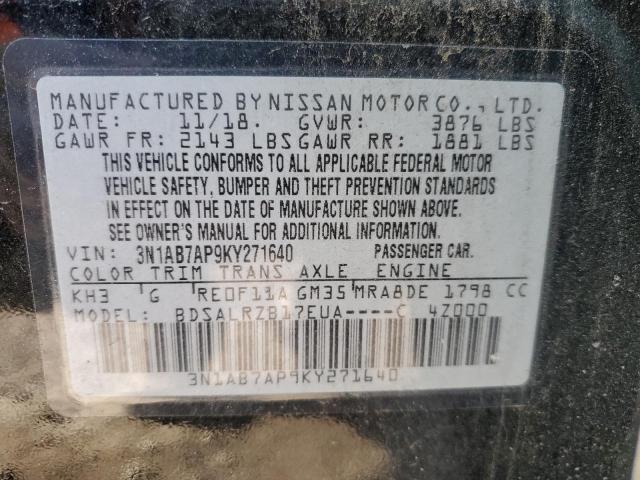 MANUFACTURED BY NISSAN MOTOR CO., LTD.
DATE: 11/18. GVWR: 3876 LBS
GAWR FR: 2143 LBS GAWR RR: 1881 LBS
THIS VEHICLE CONFORMS TO ALL APPLICABLE FEDERAL MOTOR
VEHICLE SAFETY, BUMPER AND THEFT PREVENTION STANDARDS
IN EFFECT ON THE DATE OF MANUFACTURE SHOWN ABOVE.
SEE OWNER'S MANUAL FOR ADDITIONAL INFORMATION.
VIN: 3N1AB7AP9KY271640 PASSENGER CAR.
COLOR TRIM TRANS AXLE ENGINE
KH3 G RE0F11A GM35 MRA8DE 1798 CC
MODEL: BDSALRZB17EUA----C 4Z000
3N1AB7AP9KY271640